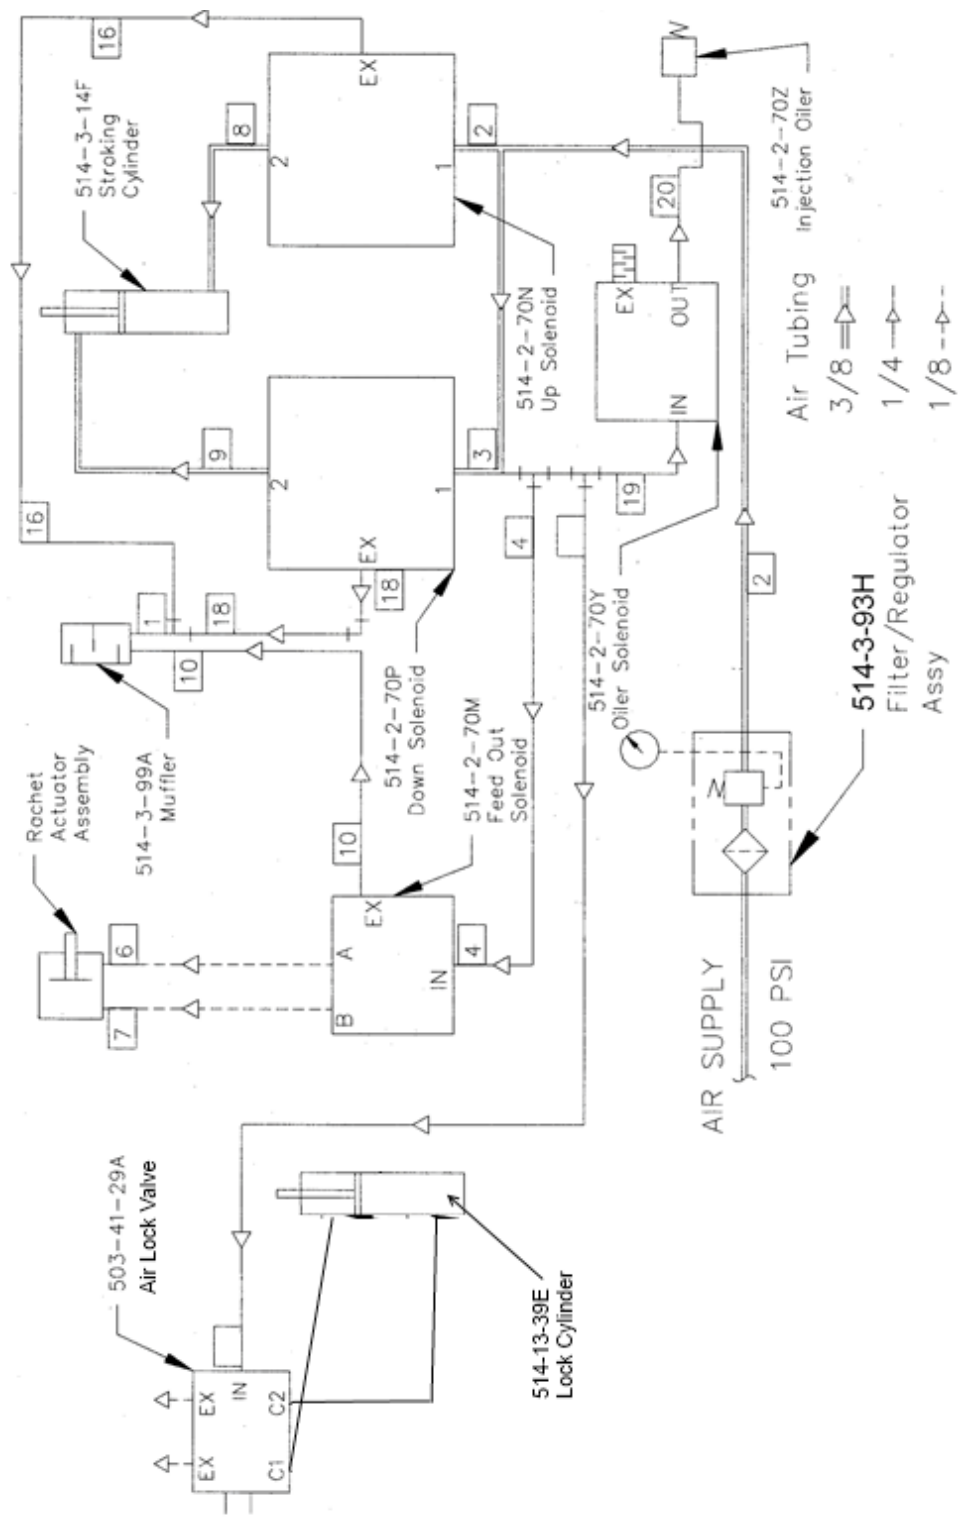 503-41-29A
Air Lock Valve
EX
EX
IN
C1
C2
514-13-39E
Lock Cylinder
Rachet
Actuator
Assembly
7
6
B
A
EX
IN
4
10
514-3-99A
Muffler
10
1
18
18
16
16
514-2-70P
Down Solenoid
514-2-70M
Feed Out
Solenoid
EX
2
1
9
3
4
19
514-3-14F
Stroking
Cylinder
8
EX
2
1
2
514-2-70N
Up Solenoid
514-2-70Y
Oiler Solenoid
IN
EX
OUT
20
514-2-70Z
Injection Oiler
AIR SUPPLY
100 PSI
2
514-3-93H
Filter/Regulator
Assy
Air Tubing
3/8
1/4
1/8